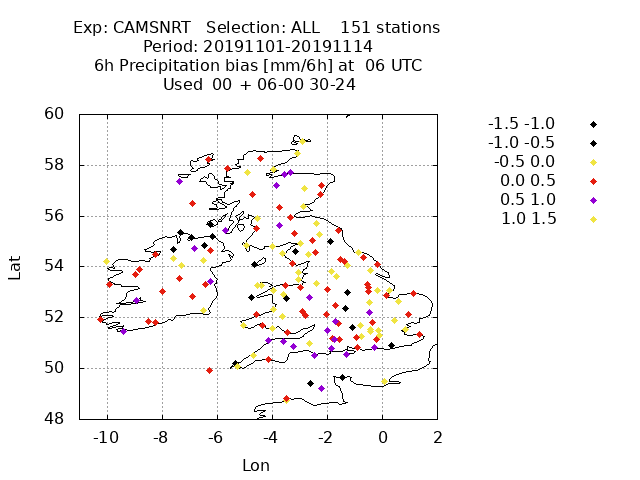 Exp: CAMSNRT Selection: ALL 151 stations
Period: 20191101-20191114
6h Precipitation bias [mm/6h] at 06 UTC
Used 00 + 06-00 30-24
-1.5 -1.0
-1.0 -0.5
-0.5 0.0
0.0 0.5
0.5 1.0
1.0 1.5
60
58
56
54
52
50
48
Lat
-10 -8 -6 -4 -2 0 2
Lon